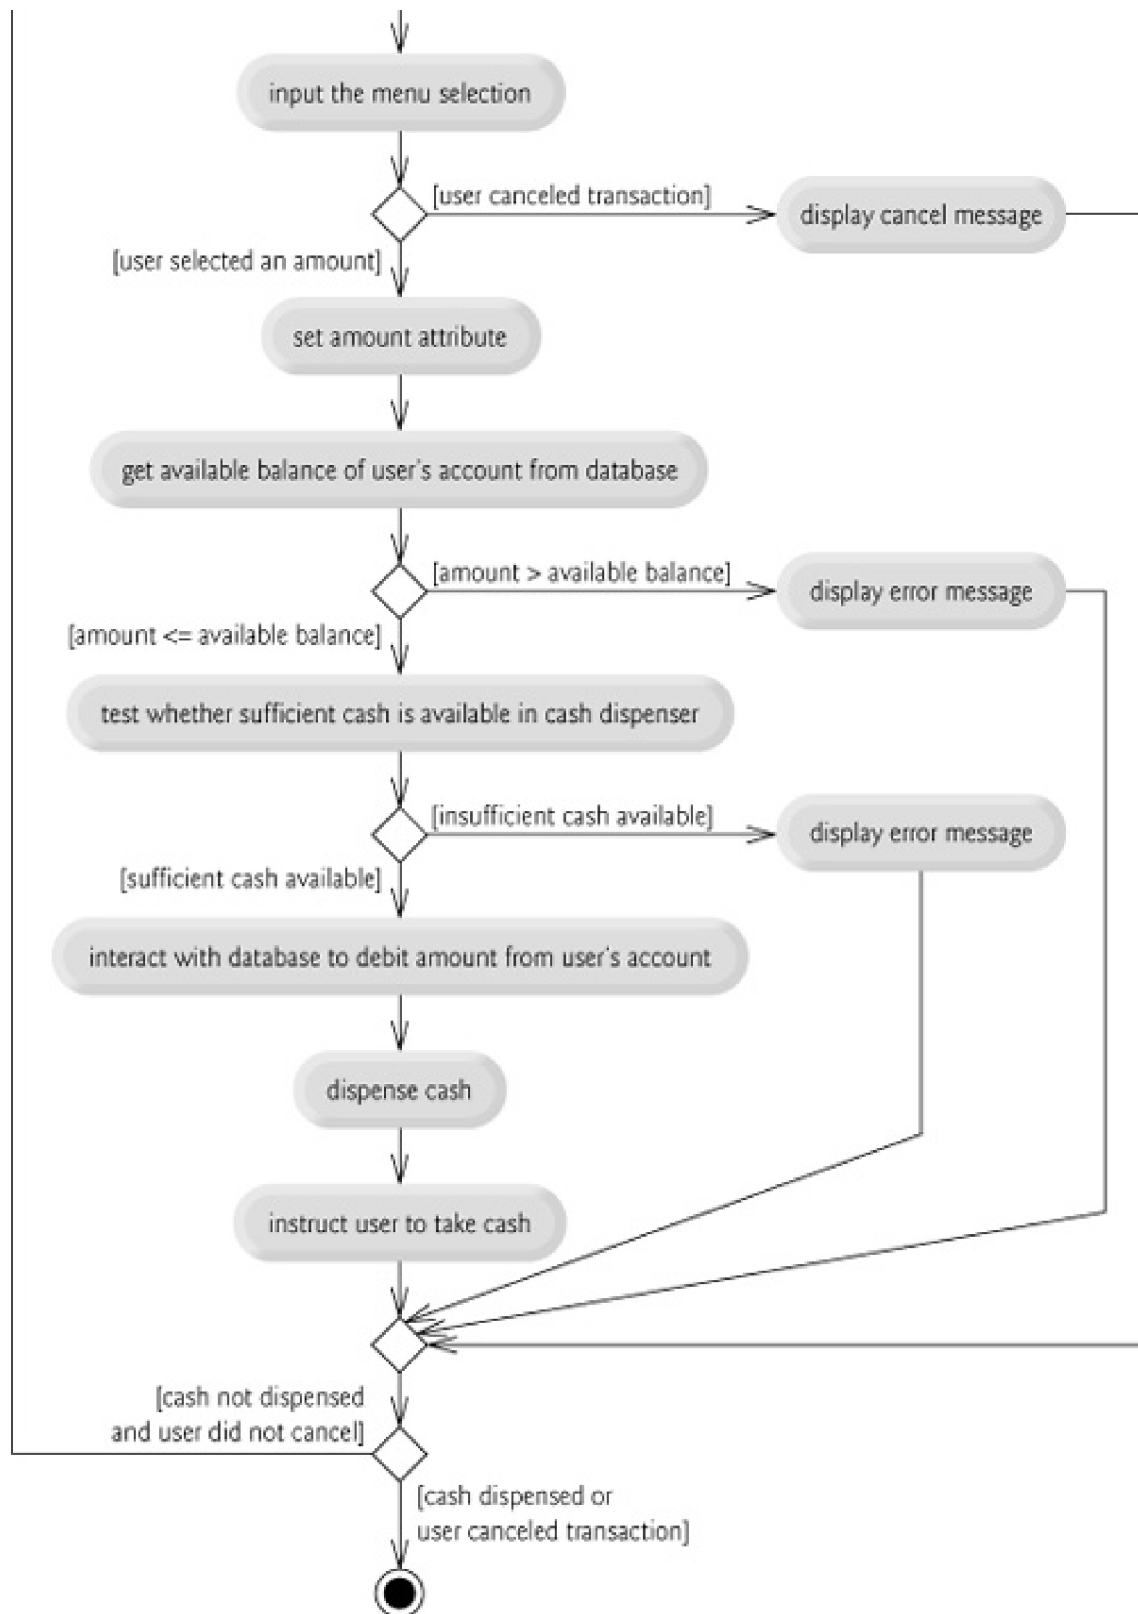 input the menu selection
[user canceled transaction]
display cancel message
[user selected an amount]
set amount attribute
get available balance of user's account from database
[amount > available balance]
display error message
[amount <= available balance]
test whether sufficient cash is available in cash dispenser
[insufficient cash available]
display error message
[sufficient cash available]
interact with database to debit amount from user's account
dispense cash
instruct user to take cash
[cash not dispensed
and user did not cancel]
[cash dispensed or
user canceled transaction]